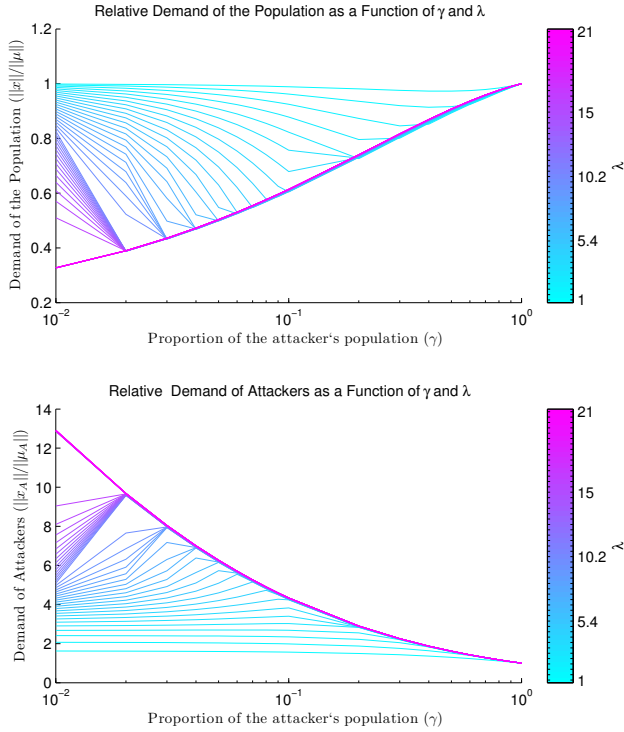 Relative Demand of the Population as a Function of γ and λ
1.2
1
0.8
0.6
0.4
0.2
Demand of the Population (||x||/||μ||)
10⁻² 10⁻¹ 10⁰
Proportion of the attacker‘s population (γ)
21
15
10.2
5.4
1
λ
Relative Demand of Attackers as a Function of γ and λ
14
12
10
8
6
4
2
0
Demand of Attackers (||x_A||/||μ_A||)
10⁻² 10⁻¹ 10⁰
Proportion of the attacker‘s population (γ)
21
15
10.2
5.4
1
λ